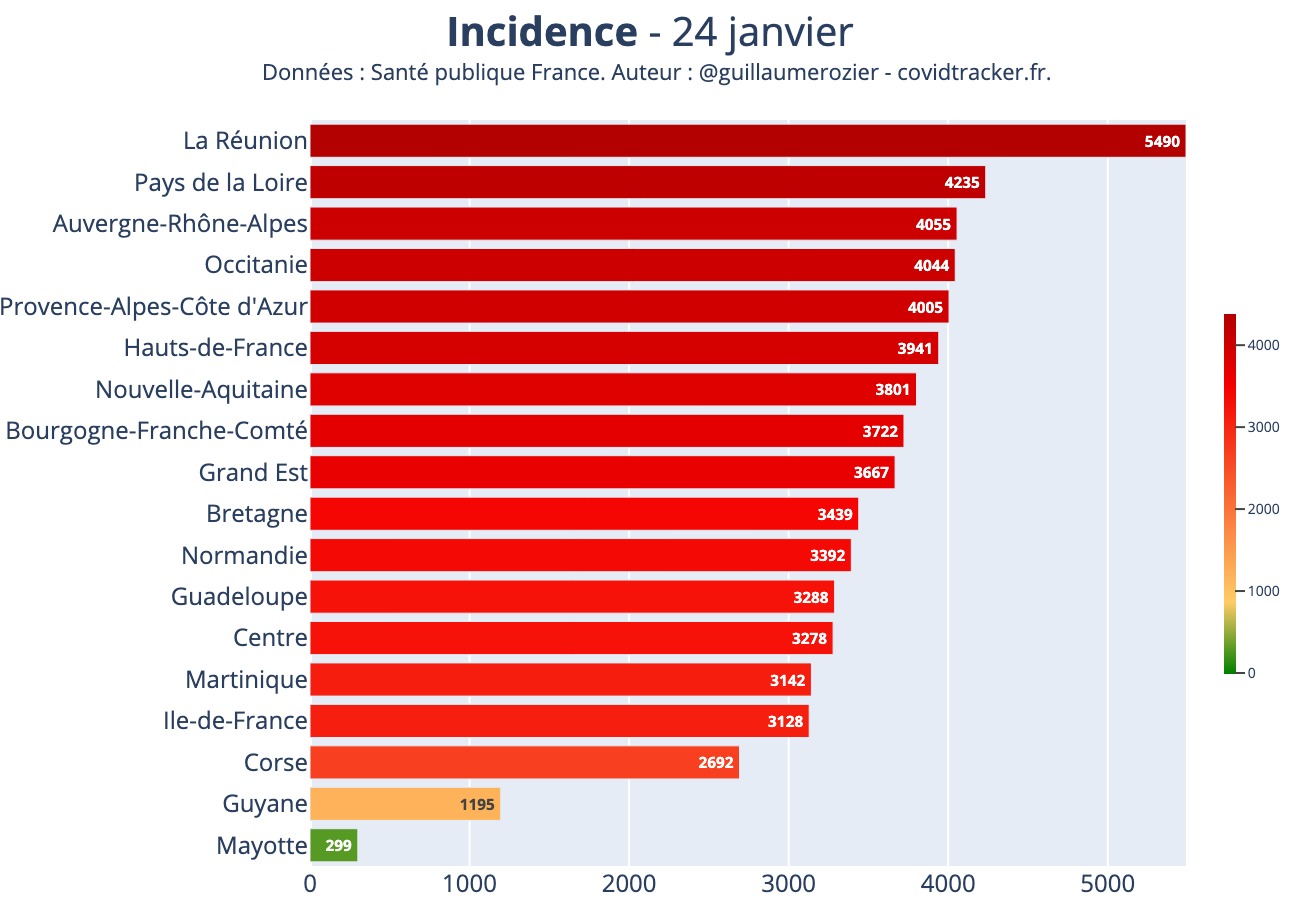 Incidence - 24 janvier
Données : Santé publique France. Auteur : @guillaumerozier - covidtracker.fr.
La Réunion 5490
Pays de la Loire 4235
Auvergne-Rhône-Alpes 4055
Occitanie 4044
Provence-Alpes-Côte d'Azur 4005
Hauts-de-France 3941
Nouvelle-Aquitaine 3801
Bourgogne-Franche-Comté 3722
Grand Est 3667
Bretagne 3439
Normandie 3392
Guadeloupe 3288
Centre 3278
Martinique 3142
Ile-de-France 3128
Corse 2692
Guyane 1195
Mayotte 299
0 1000 2000 3000 4000 5000
4000
3000
2000
1000
0